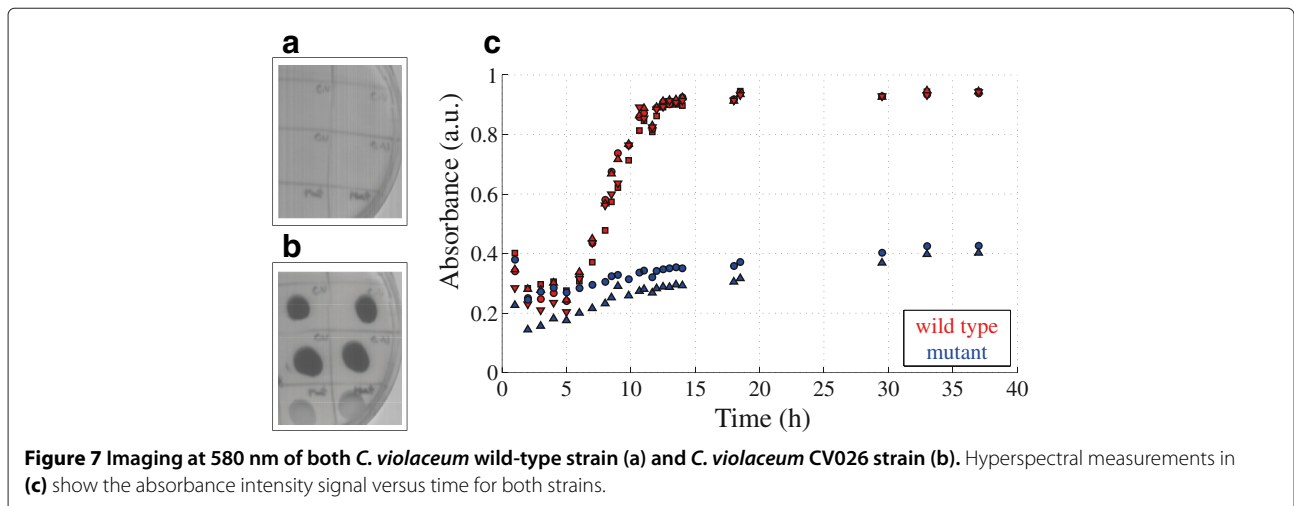 a
b
c
1
0.8
0.6
0.4
0.2
0
Absorbance (a.u.)
0 5 10 15 20 25 30 35 40
Time (h)
wild type
mutant
Figure 7 Imaging at 580 nm of both C. violaceum wild-type strain (a) and C. violaceum CV026 strain (b). Hyperspectral measurements in
(c) show the absorbance intensity signal versus time for both strains.